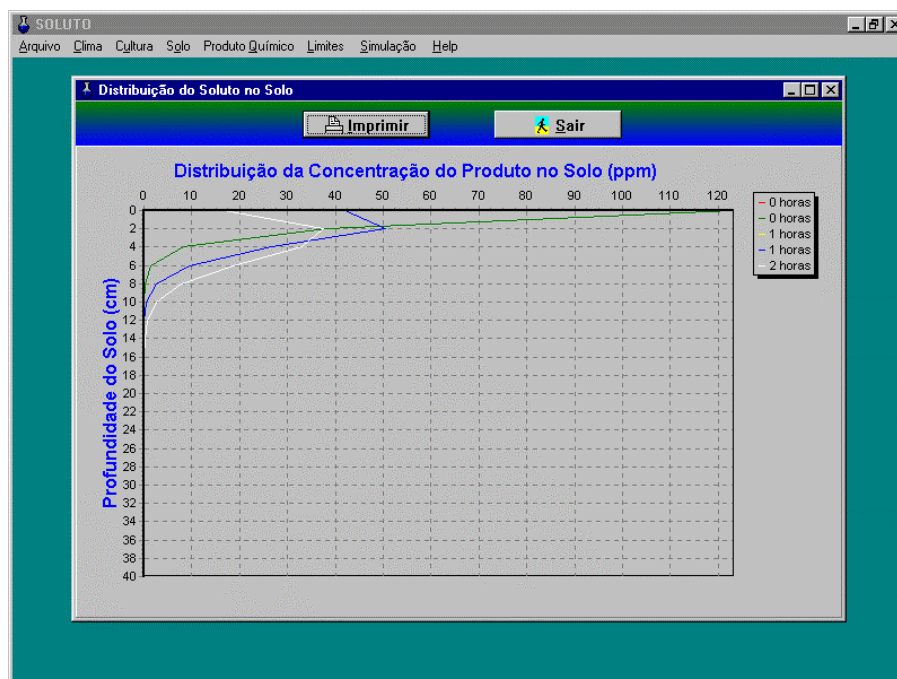 SOLUTO
Arquivo Clima Cultura Solo Produto Químico Limites Simulação Help
Distribuição do Soluto no Solo
Imprimir Sair
Distribuição da Concentração do Produto no Solo (ppm)
0 10 20 30 40 50 60 70 80 90 100 110 120
0 horas
0 horas
1 horas
1 horas
2 horas
Profundidade do Solo (cm)
0
2
4
6
8
10
12
14
16
18
20
22
24
26
28
30
32
34
36
38
40